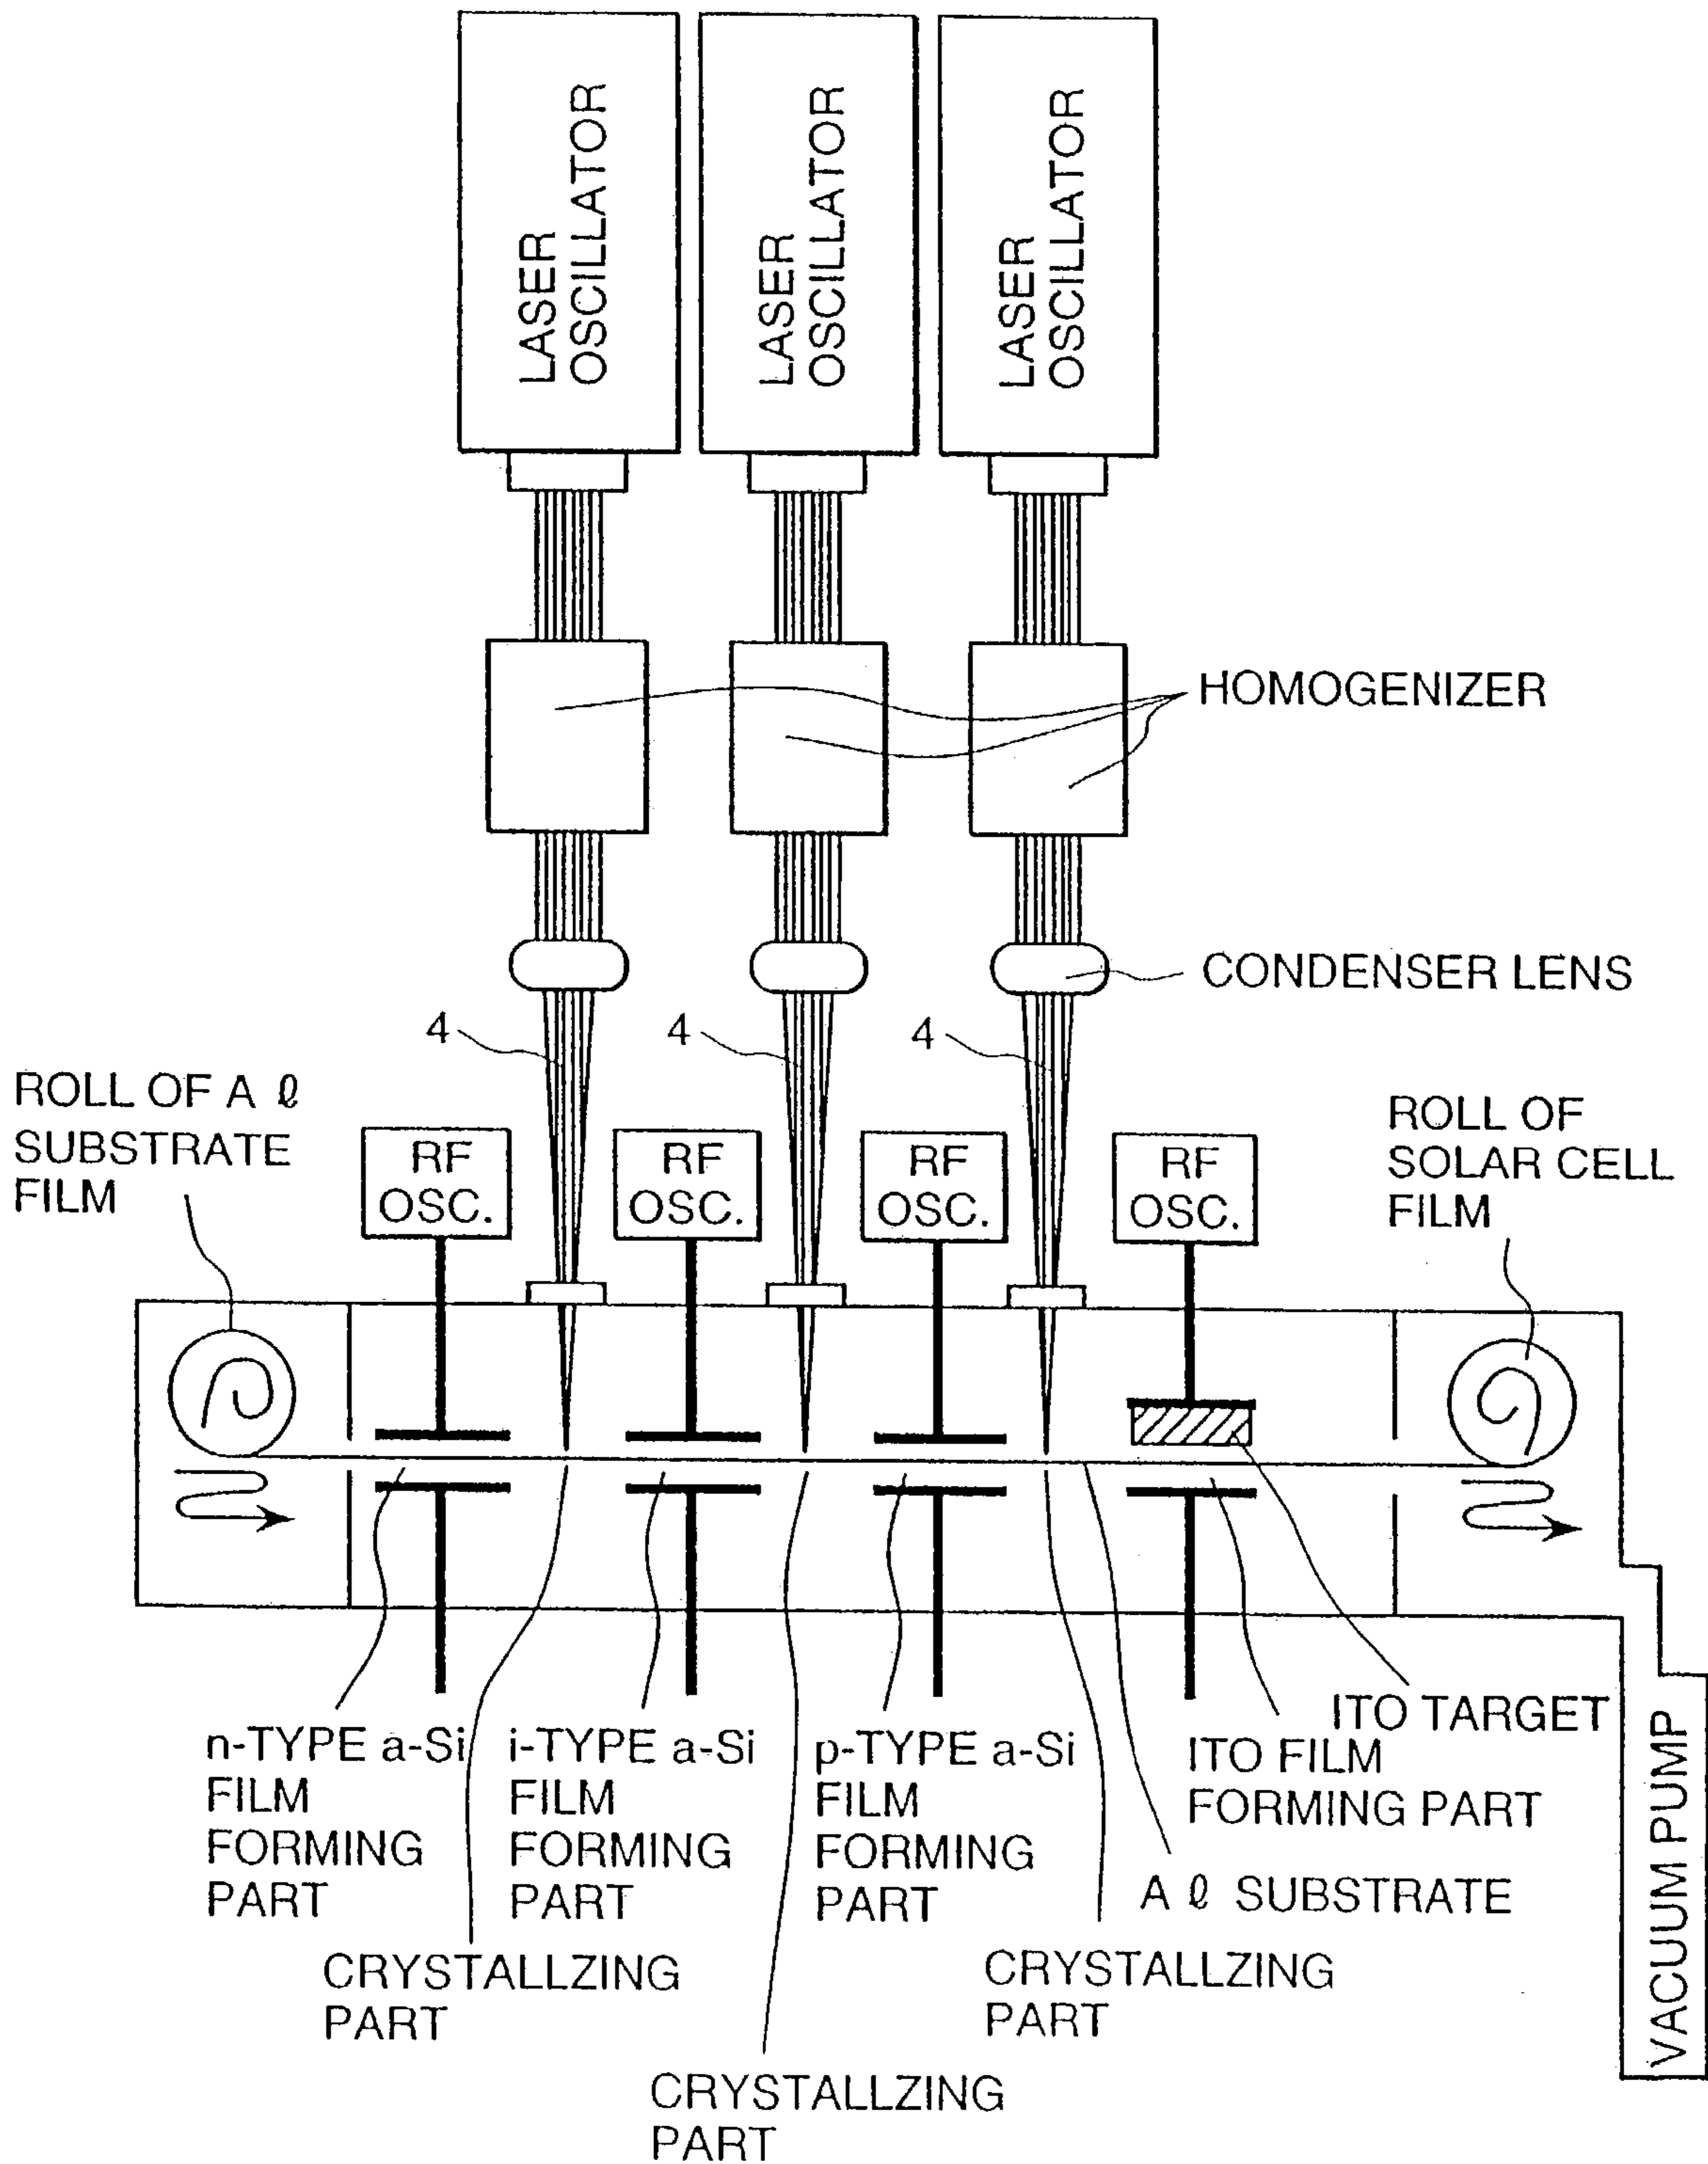 LASER
OSCILLATOR
LASER
OSCILLATOR
LASER
OSCILLATOR
HOMOGENIZER
CONDENSER LENS
4
4
4
ROLL OF A ℓ
SUBSTRATE
FILM
RF
OSC.
RF
OSC.
RF
OSC.
RF
OSC.
ROLL OF
SOLAR CELL
FILM
n-TYPE a-Si
FILM
FORMING
PART
i-TYPE a-Si
FILM
FORMING
PART
p-TYPE a-Si
FILM
FORMING
PART
ITO TARGET
ITO FILM
FORMING PART
A ℓ SUBSTRATE
CRYSTALLZING
PART
CRYSTALLZING
PART
CRYSTALLZING
PART
VACUUM PUMP